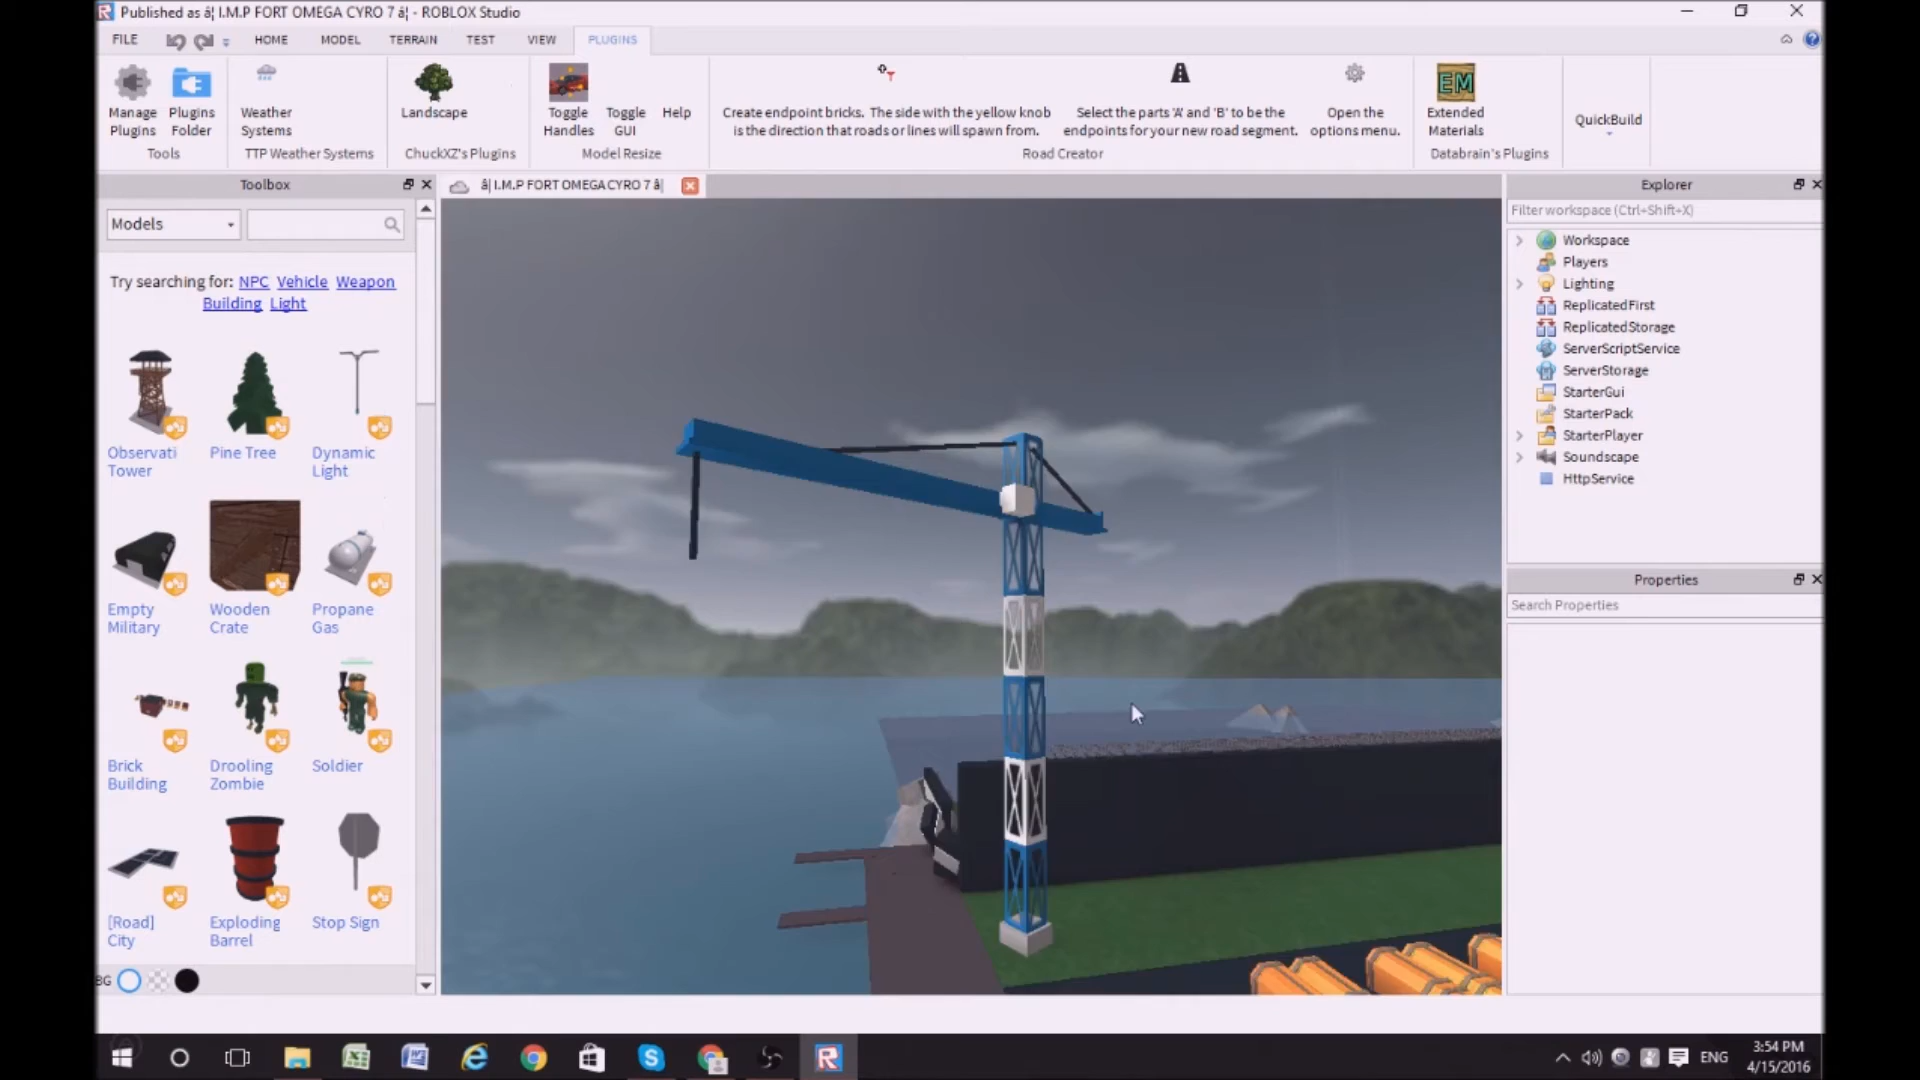 Published as â¦ I.M.P FORT OMEGA CYRO 7 â¦ - ROBLOX Studio
FILE HOME MODEL TERRAIN TEST VIEW PLUGINS
Manage Plugins
Plugins Folder
Tools
Weather Systems
TTP Weather Systems
Landscape
ChuckXZ's Plugins
Toggle Handles
Toggle GUI
Help
Model Resize
Create endpoint bricks. The side with the yellow knob
is the direction that roads or lines will spawn from.
Select the parts 'A' and 'B' to be the
endpoints for your new road segment.
Open the
options menu.
Road Creator
EM
Extended
Materials
Databrain's Plugins
QuickBuild
Toolbox
â¦ I.M.P FORT OMEGA CYRO 7 â¦
Models
Try searching for: NPC Vehicle Weapon
Building Light
Observati
Tower
Pine Tree
Dynamic
Light
Empty
Military
Wooden
Crate
Propane
Gas
Brick
Building
Drooling
Zombie
Soldier
[Road]
City
Exploding
Barrel
Stop Sign
BG
Explorer
Filter workspace (Ctrl+Shift+X)
Workspace
Players
Lighting
ReplicatedFirst
ReplicatedStorage
ServerScriptService
ServerStorage
StarterGui
StarterPack
StarterPlayer
Soundscape
HttpService
Properties
Search Properties
ENG
3:54 PM
4/15/2016